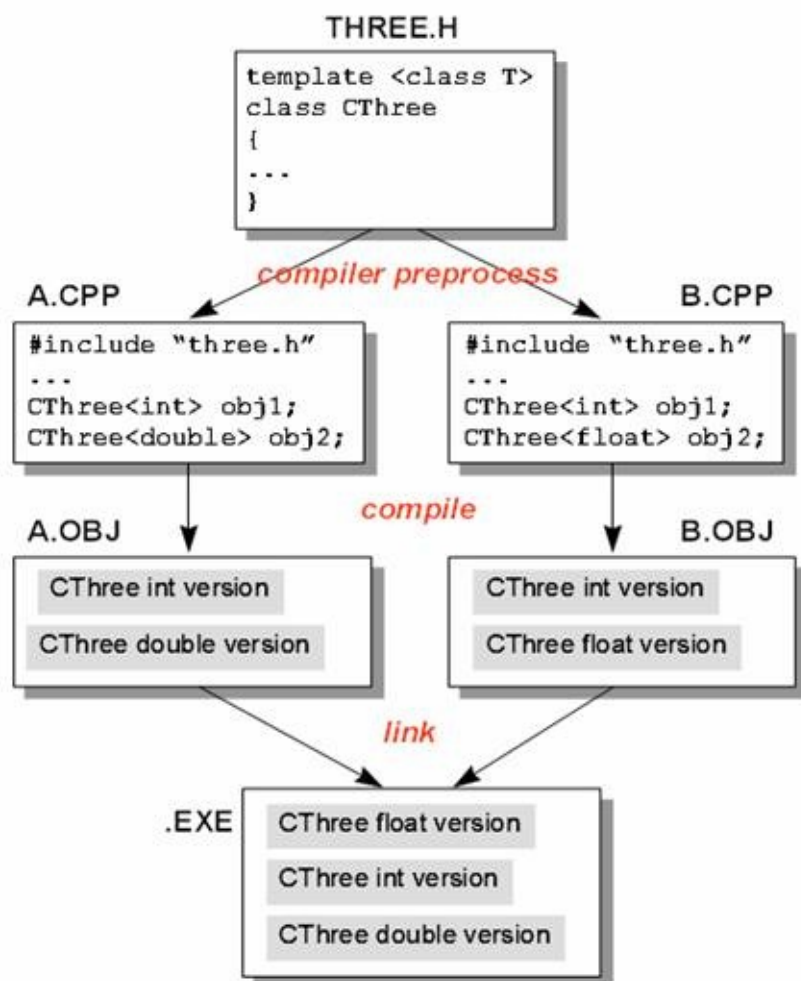 THREE.H
template <class T>
class CThree
{
...
}
compiler preprocess
A.CPP
#include “three.h”
...
CThree<int> obj1;
CThree<double> obj2;
B.CPP
#include “three.h”
...
CThree<int> obj1;
CThree<float> obj2;
compile
A.OBJ
CThree int version
CThree double version
B.OBJ
CThree int version
CThree float version
link
.EXE
CThree float version
CThree int version
CThree double version